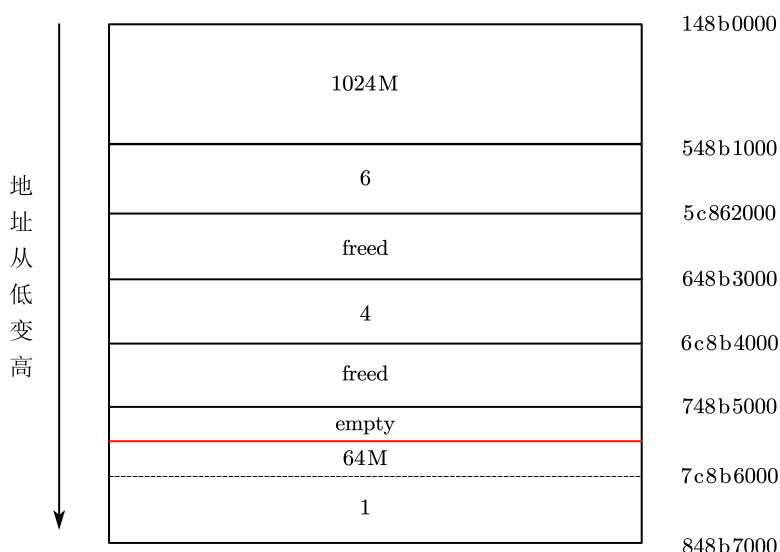 148b0000
1024M
548b1000
6
5c862000
freed
648b3000
4
6c8b4000
freed
748b5000
empty
64M
7c8b6000
1
848b7000
地址从低变高